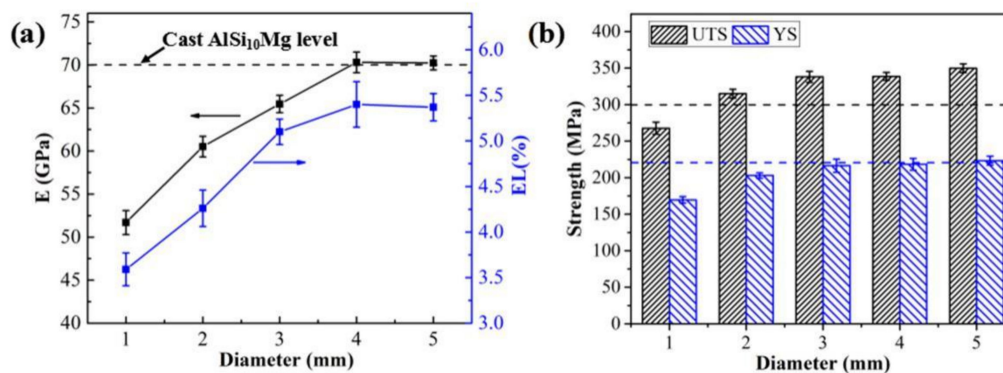 (a)
Cast AlSi₁₀Mg level
E (GPa)
75
70
65
60
55
50
45
40
6.0
5.5
5.0
4.5
4.0
3.5
3.0
EL(%)
1 2 3 4 5
Diameter (mm)
(b)
UTS YS
Strength (MPa)
400
350
300
250
200
150
100
50
0
1 2 3 4 5
Diameter (mm)